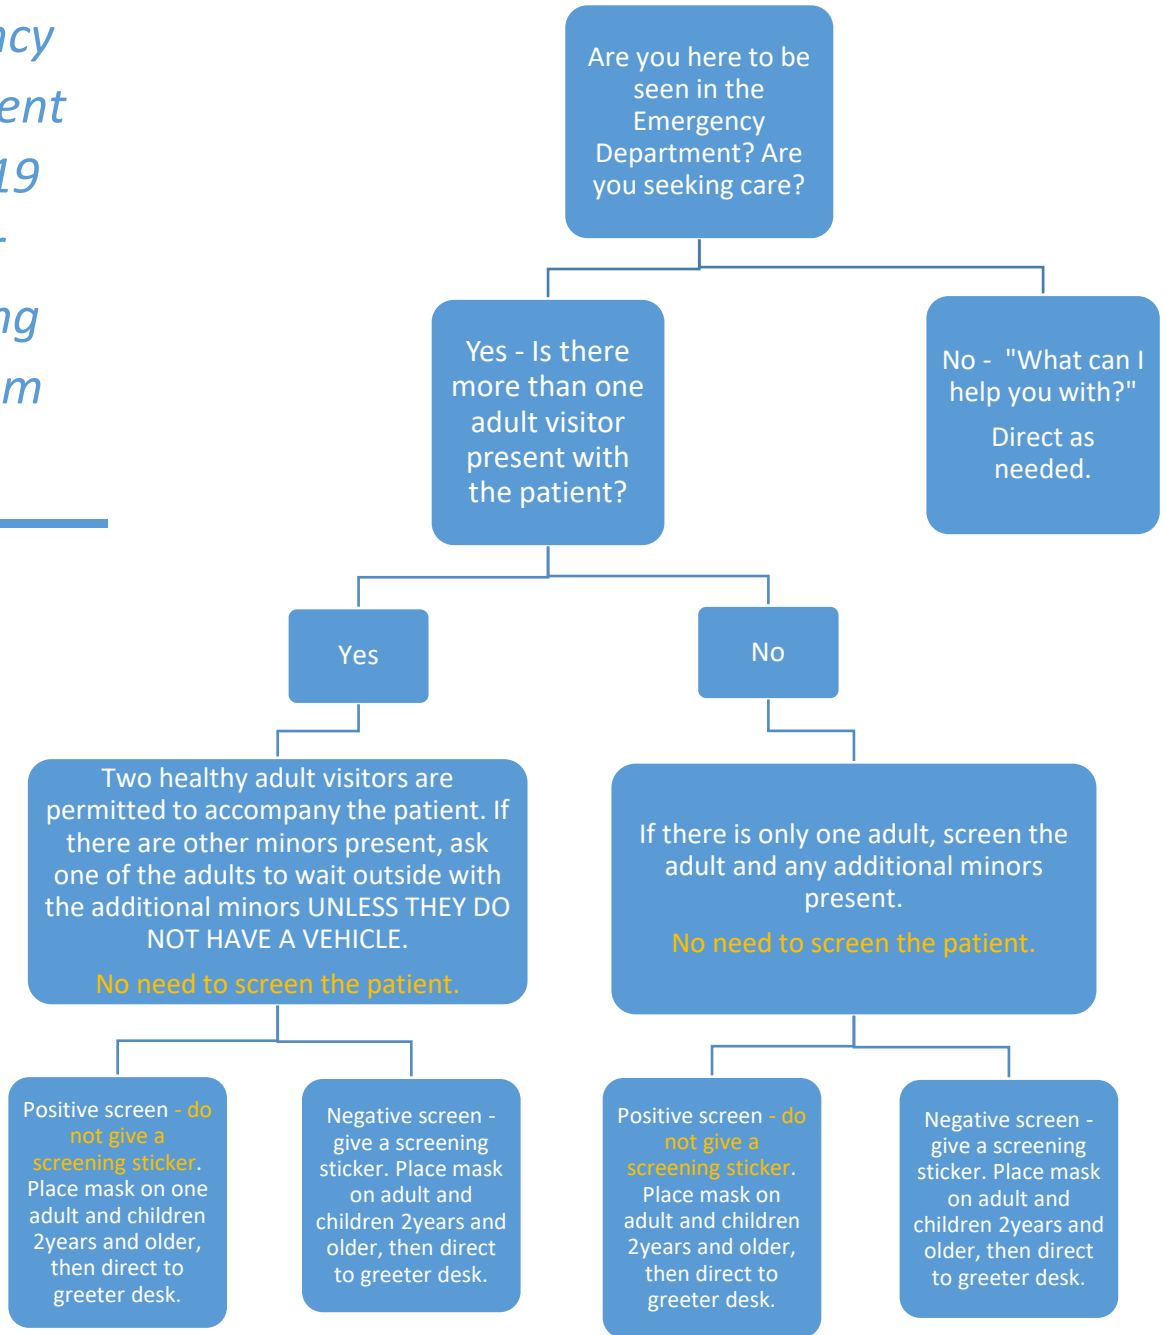 19
Are you here to be
seen in the
Emergency
Department? Are
you seeking care?
Yes - Is there
more than one
adult visitor
present with
the patient?
No - "What can I
help you with?"
Direct as
needed.
Yes
No
Two healthy adult visitors are
permitted to accompany the patient. If
there are other minors present, ask
one of the adults to wait outside with
the additional minors UNLESS THEY DO
NOT HAVE A VEHICLE.
No need to screen the patient.
If there is only one adult, screen the
adult and any additional minors
present.
No need to screen the patient.
Positive screen - do
not give a
screening sticker.
Place mask on one
adult and children
2years and older,
then direct to
greeter desk.
Negative screen -
give a screening
sticker. Place mask
on adult and
children 2years and
older, then direct
to greeter desk.
Positive screen - do
not give a
screening sticker.
Place mask on
adult and children
2years and older,
then direct to
greeter desk.
Negative screen -
give a screening
sticker. Place mask
on adult and
children 2years and
older, then direct
to greeter desk.